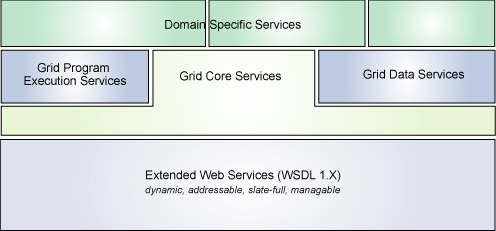 Domain Specific Services
Grid Program
Execution Services
Grid Core Services
Grid Data Services
Extended Web Services (WSDL 1.X)
dynamic, addressable, slate-full, managable